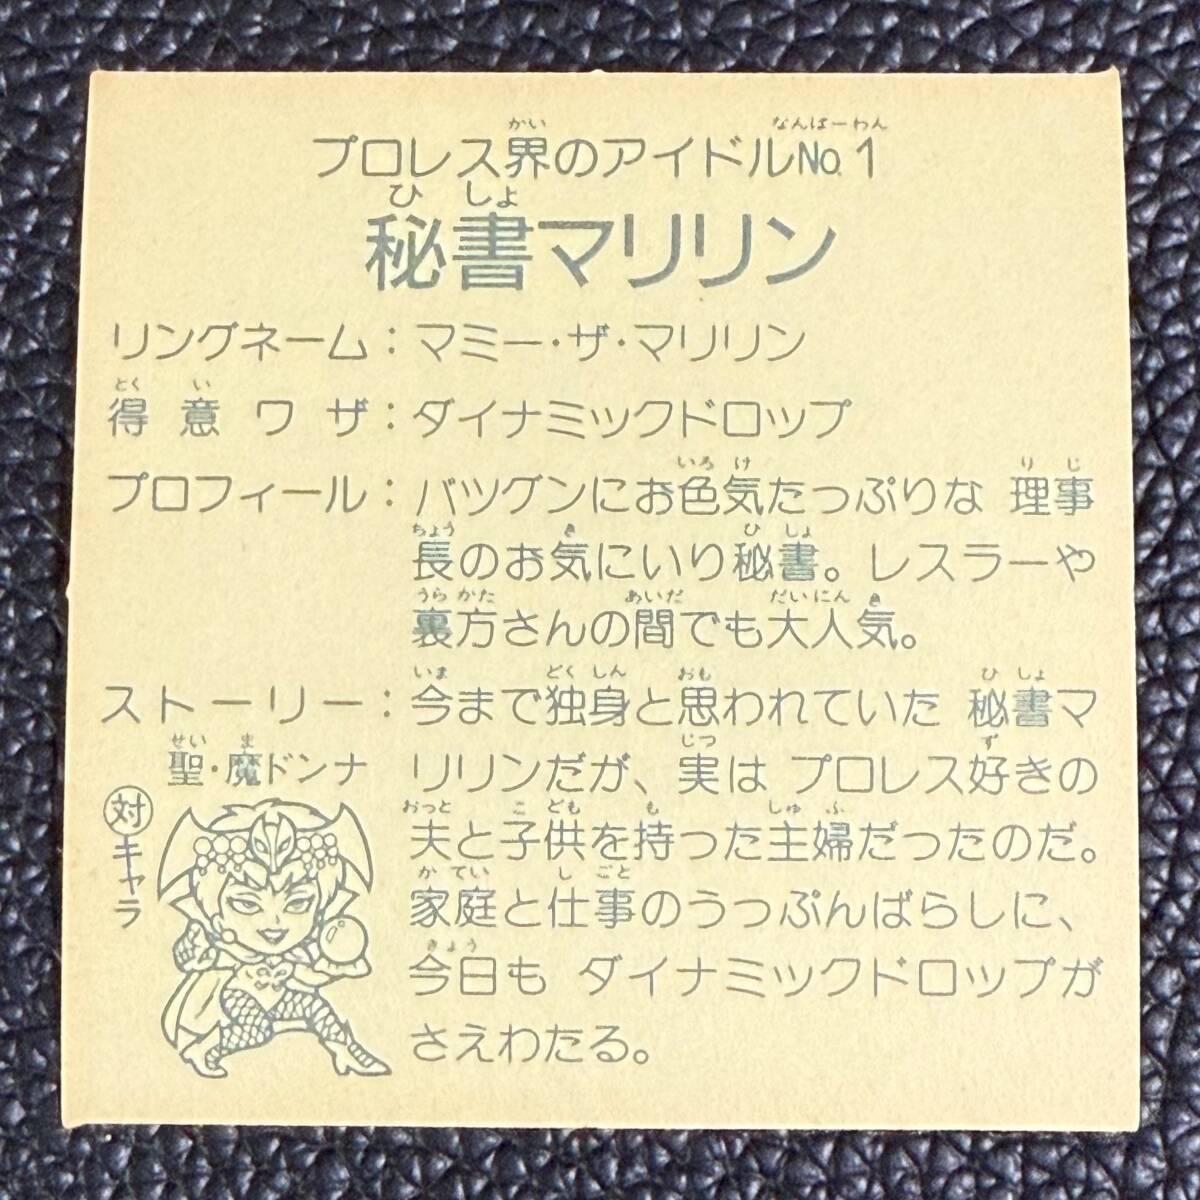 プロレス界のアイドルNo.1
秘書マリリン
リングネーム:マミー・ザ・マリリン
得意ワザ:ダイナミックドロップ
プロフィール:バツグンにお色気たっぷりな 理事
長のお気にいり秘書。レスラーや
裏方さんの間でも大人気。
ストーリー:今まで独身と思われていた 秘書マ
リリンだが、実は プロレス好きの
夫と子供を持った主婦だったのだ。
家庭と仕事のうっぷんばらしに、
今日も ダイナミックドロップが
さえわたる。
聖・魔ドンナ
対キャラ